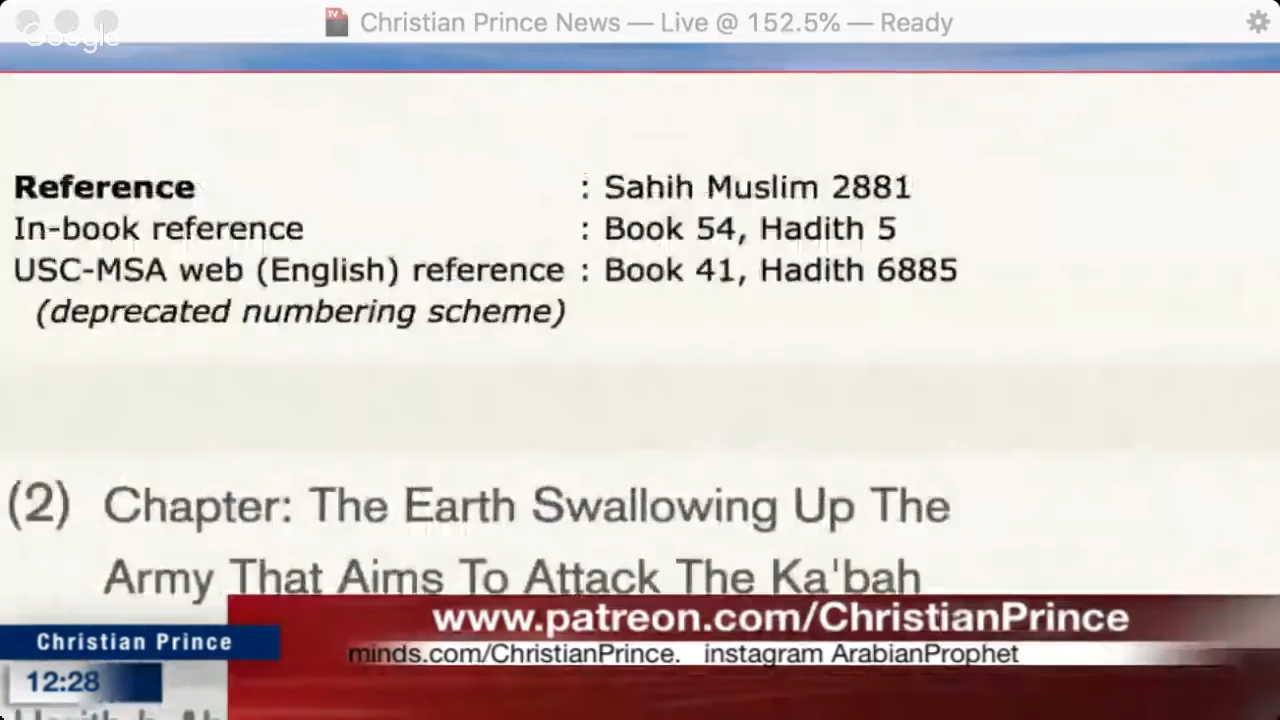 Christian Prince News — Live @ 152.5% — Ready
Google
Reference : Sahih Muslim 2881
In-book reference : Book 54, Hadith 5
USC-MSA web (English) reference : Book 41, Hadith 6885
(deprecated numbering scheme)
(2) Chapter: The Earth Swallowing Up The
Army That Aims To Attack The Ka'bah
www.patreon.com/ChristianPrince
Christian Prince
minds.com/ChristianPrince. instagram ArabianProphet
12:28